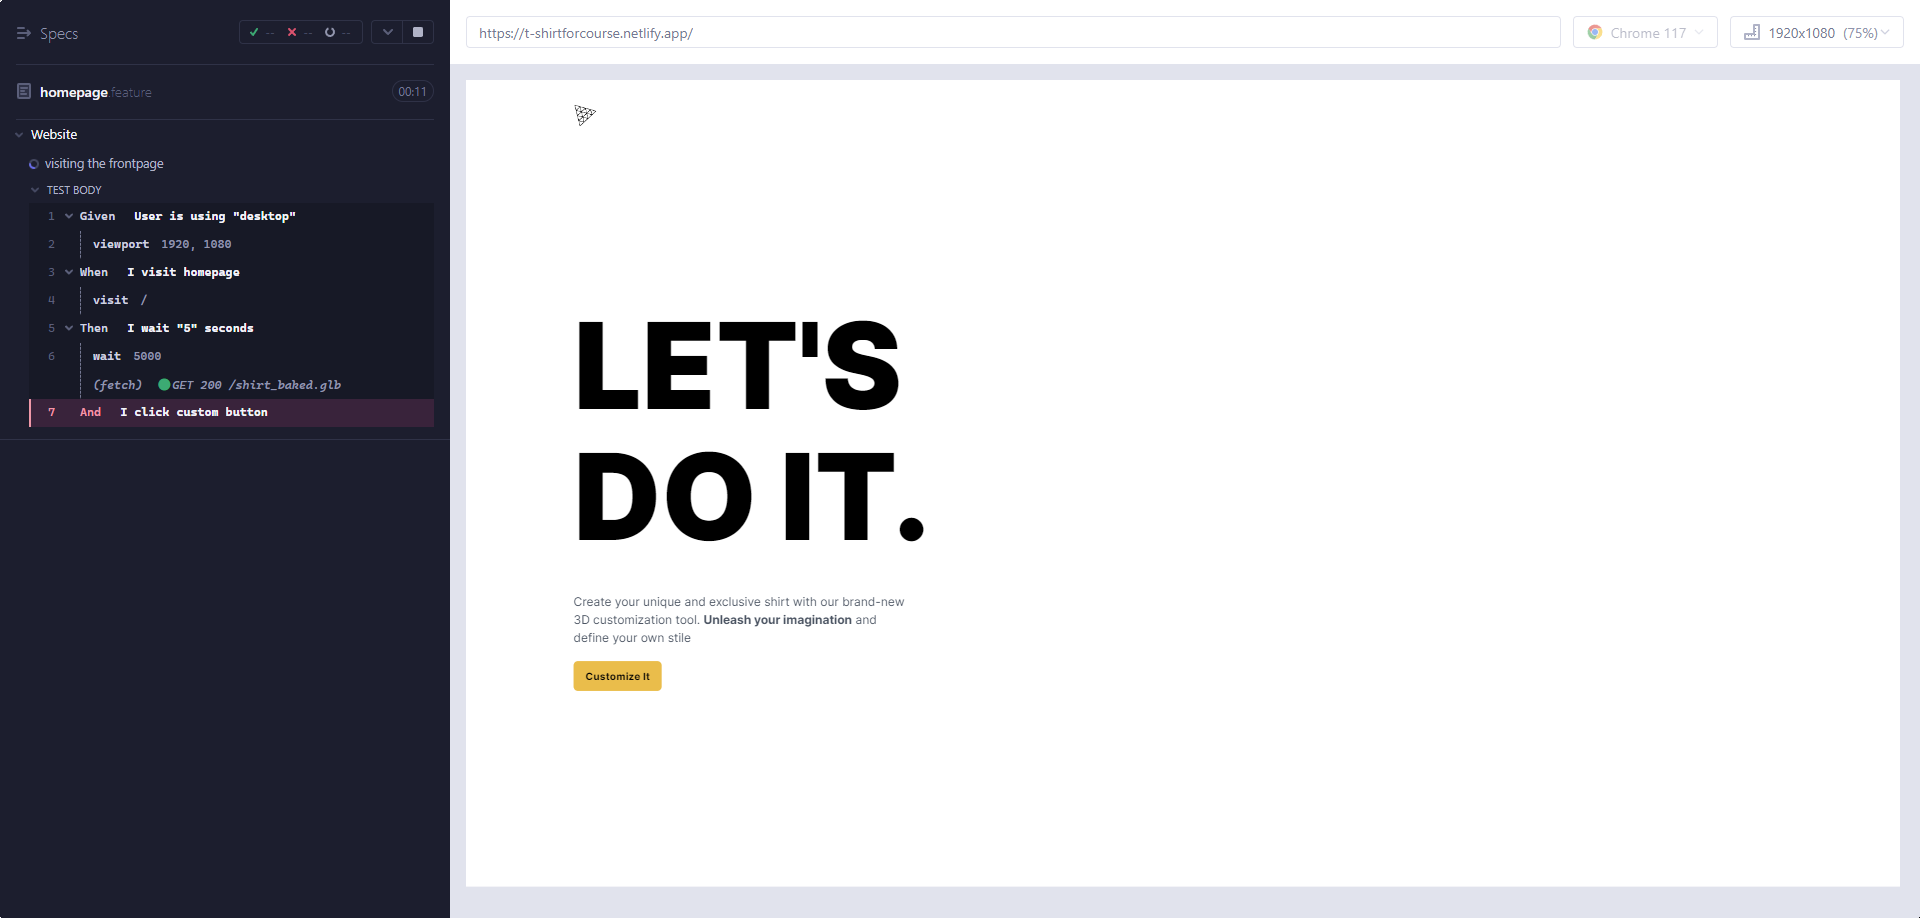 Specs
-- -- --
homepage.feature 00:11
Website
visiting the frontpage
TEST BODY
1 Given User is using "desktop"
2 viewport 1920, 1080
3 When I visit homepage
4 visit /
5 Then I wait "5" seconds
6 wait 5000
(fetch) GET 200 /shirt_baked.glb
7 And I click custom button
https://t-shirtforcourse.netlify.app/
Chrome 117
1920x1080 (75%)
LET'S
DO IT.
Create your unique and exclusive shirt with our brand-new
3D customization tool. Unleash your imagination and
define your own stile
Customize It